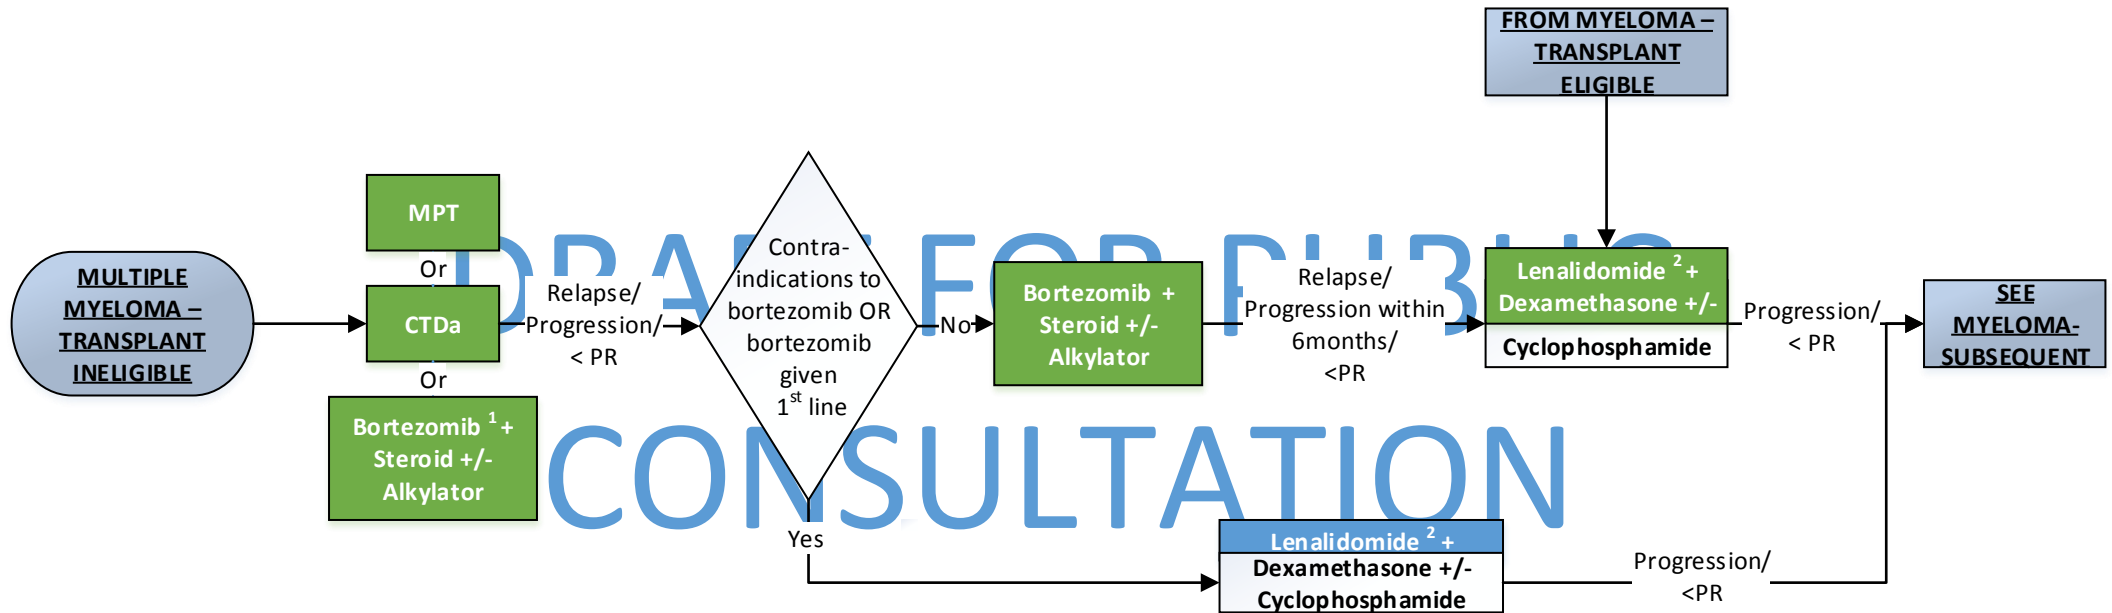 FROM MYELOMA –
TRANSPLANT
ELIGIBLE
MULTIPLE
MYELOMA –
TRANSPLANT
INELIGIBLE
MPT
Or
CTDa
Or
Bortezomib 1 +
Steroid +/-
Alkylator
Relapse/
Progression/
< PR
Contra-
indications to
bortezomib OR
bortezomib
given
1st line
No
Bortezomib +
Steroid +/-
Alkylator
Relapse/
Progression within
6months/
<PR
Lenalidomide 2 +
Dexamethasone +/-
Cyclophosphamide
Progression/
< PR
SEE
MYELOMA-
SUBSEQUENT
Yes
Lenalidomide 2 +
Dexamethasone +/-
Cyclophosphamide
Progression/
<PR
DRAFT FOR PUBLIC
CONSULTATION